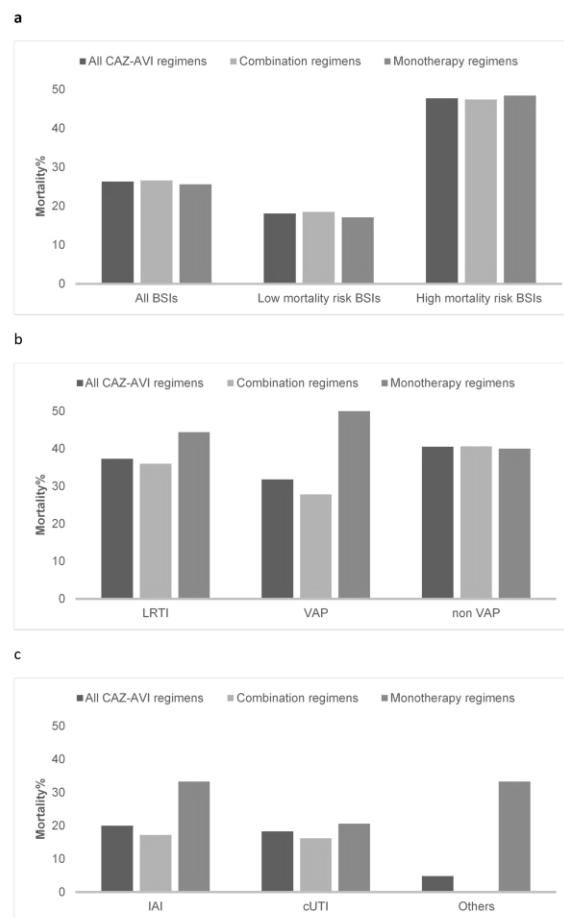 a
All CAZ-AVI regimens Combination regimens Monotherapy regimens
Mortality%
50
40
30
20
10
0
All BSIs Low mortality risk BSIs High mortality risk BSIs
b
All CAZ-AVI regimens Combination regimens Monotherapy regimens
Mortality%
50
40
30
20
10
0
LRTI VAP non VAP
c
All CAZ-AVI regimens Combination regimens Monotherapy regimens
Mortality%
50
40
30
20
10
0
IAI cUTI Others